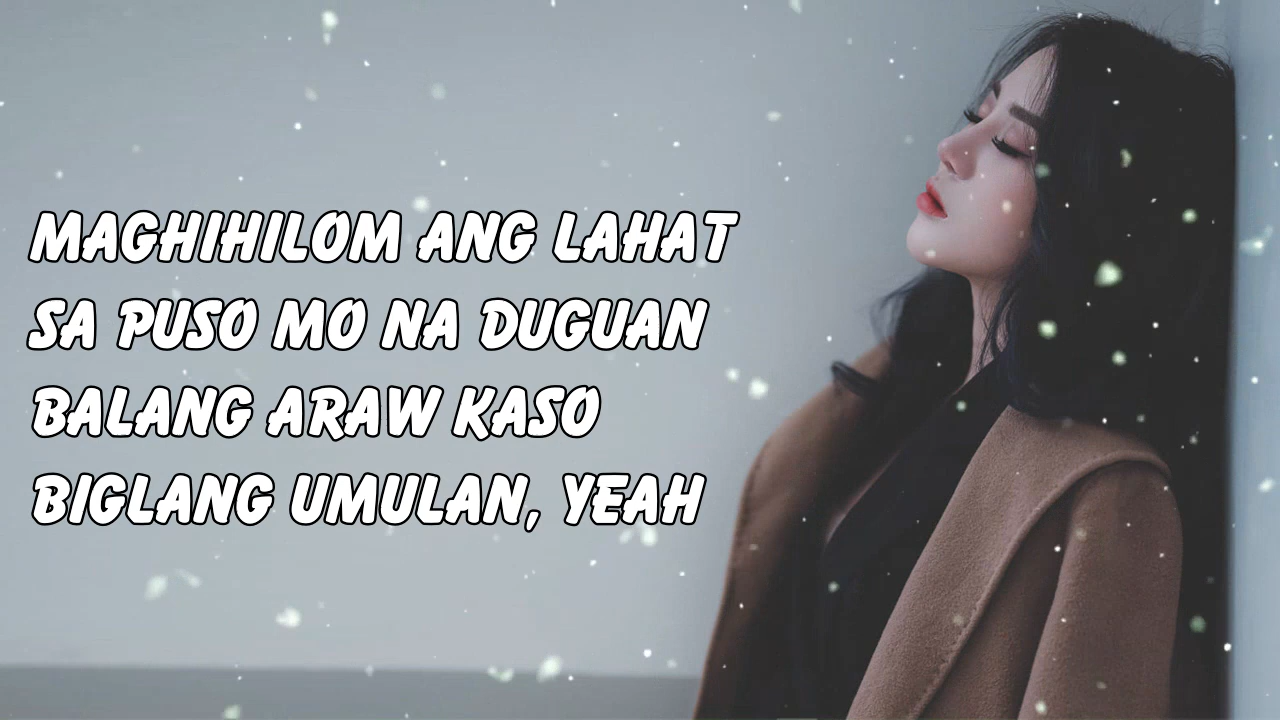 MAGHIHILOM ANG LAHAT
SA PUSO MO NA DUGUAN
BALANG ARAW KASO
BIGLANG UMULAN, YEAH